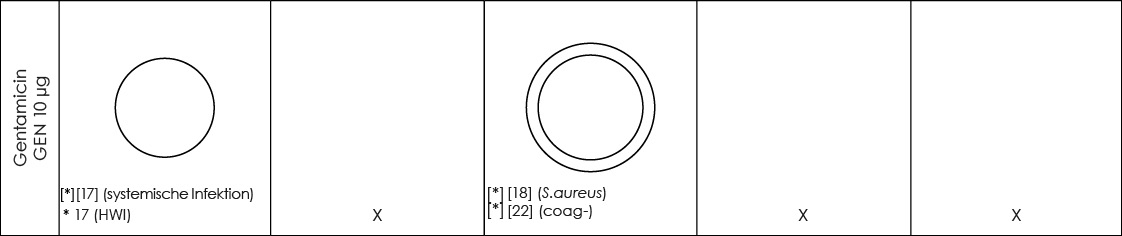 Gentamicin
GEN 10 µg
[*][17] (systemische Infektion)
* 17 (HWI)
X
[*] [18] (S.aureus)
[*] [22] (coag-)
X
X